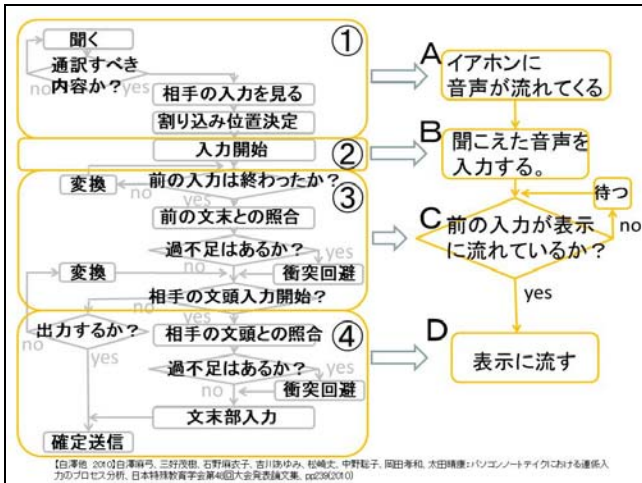 ①
聞く
通訳すべき
内容か？
no
yes
相手の入力を見る
割り込み位置決定
②
入力開始
③
前の入力は終わったか？
変換
no
yes
前の文末との照合
過不足はあるか？
yes
no
変換
衝突回避
相手の文頭入力開始？
no
yes
④
出力するか？
no
yes
相手の文頭との照合
過不足はあるか？
yes
no
衝突回避
文末部入力
確定送信
A
イアホンに
音声が流れてくる
B
聞こえた音声を
入力する。
待つ
C
no
前の入力が表示
に流れているか？
yes
D
表示に流す
【白澤他 2010】白澤麻弓, 三好茂樹, 石野麻衣子, 吉川あゆみ, 松崎丈, 中野聡子, 岡田孝和, 太田晴康：パソコンノートテイクにおける連係入
力のプロセス分析, 日本特殊教育学会第48回大会発表論文集, pp239(2010)